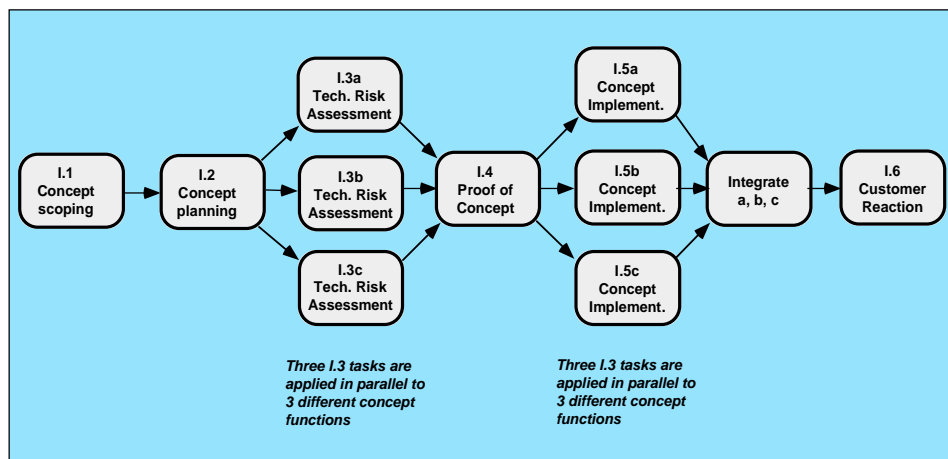 I.1
Concept
scoping
I.2
Concept
planning
I.3a
Tech. Risk
Assessment
I.3b
Tech. Risk
Assessment
I.3c
Tech. Risk
Assessment
I.4
Proof of
Concept
I.5a
Concept
Implement.
I.5b
Concept
Implement.
I.5c
Concept
Implement.
Integrate
a, b, c
I.6
Customer
Reaction
Three I.3 tasks are
applied in parallel to
3 different concept
functions
Three I.3 tasks are
applied in parallel to
3 different concept
functions